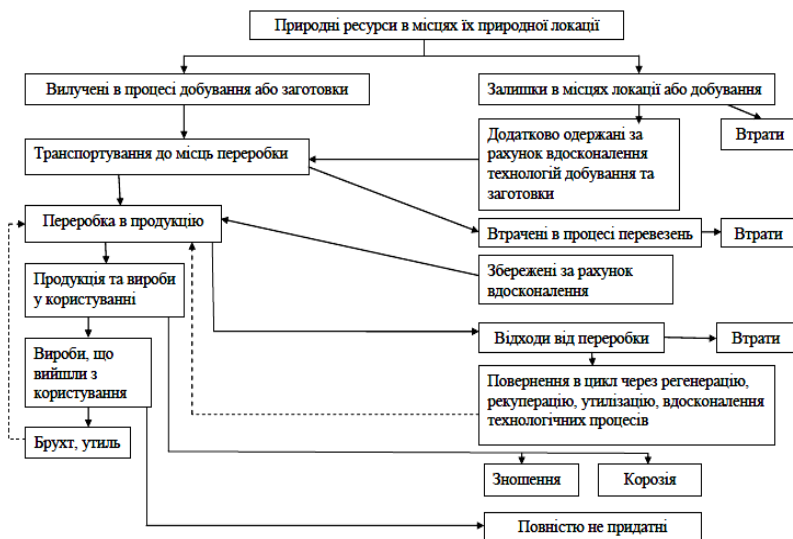 Природні ресурси в місцях їх природної локації
Вилучені в процесі добування або заготовки
Залишки в місцях локації або добування
Втрати
Додатково одержані за
рахунок вдосконалення
технологій добування та
заготовки
Транспортування до місць переробки
Переробка в продукцію
Втрачені в процесі перевезень
Втрати
Збережені за рахунок
вдосконалення
Продукція та вироби
у користуванні
Відходи від переробки
Втрати
Вироби, що
вийшли з
користування
Повернення в цикл через регенерацію,
рекуперацію, утилізацію, вдосконалення
технологічних процесів
Брухт, утиль
Зношення
Корозія
Повністю не придатні